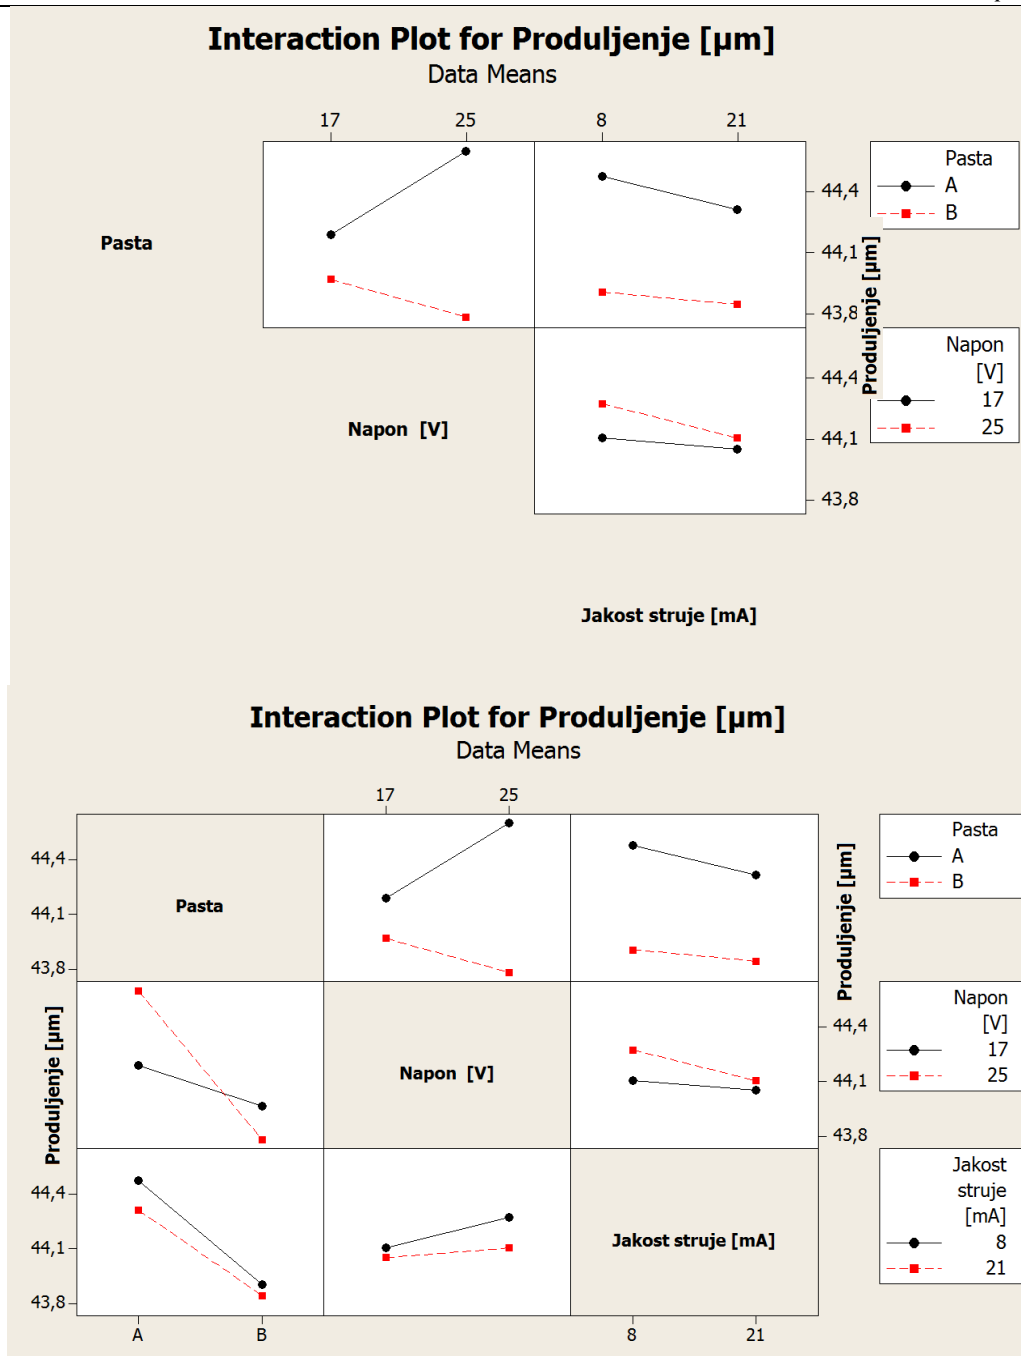 Interaction Plot for Produljenje [µm]
Data Means
17 25 8 21
Pasta
44,4
44,1
43,8
Produljenje [µm]
Pasta
A
B
Napon [V]
44,4
44,1
43,8
Napon
[V]
17
25
Jakost struje [mA]
Interaction Plot for Produljenje [µm]
Data Means
17 25
44,4
44,1
43,8
Pasta
Produljenje [µm]
Pasta
A
B
Produljenje [µm]
Napon [V]
44,4
44,1
43,8
Napon
[V]
17
25
44,4
44,1
43,8
Jakost struje [mA]
Jakost
struje
[mA]
8
21
A B 8 21